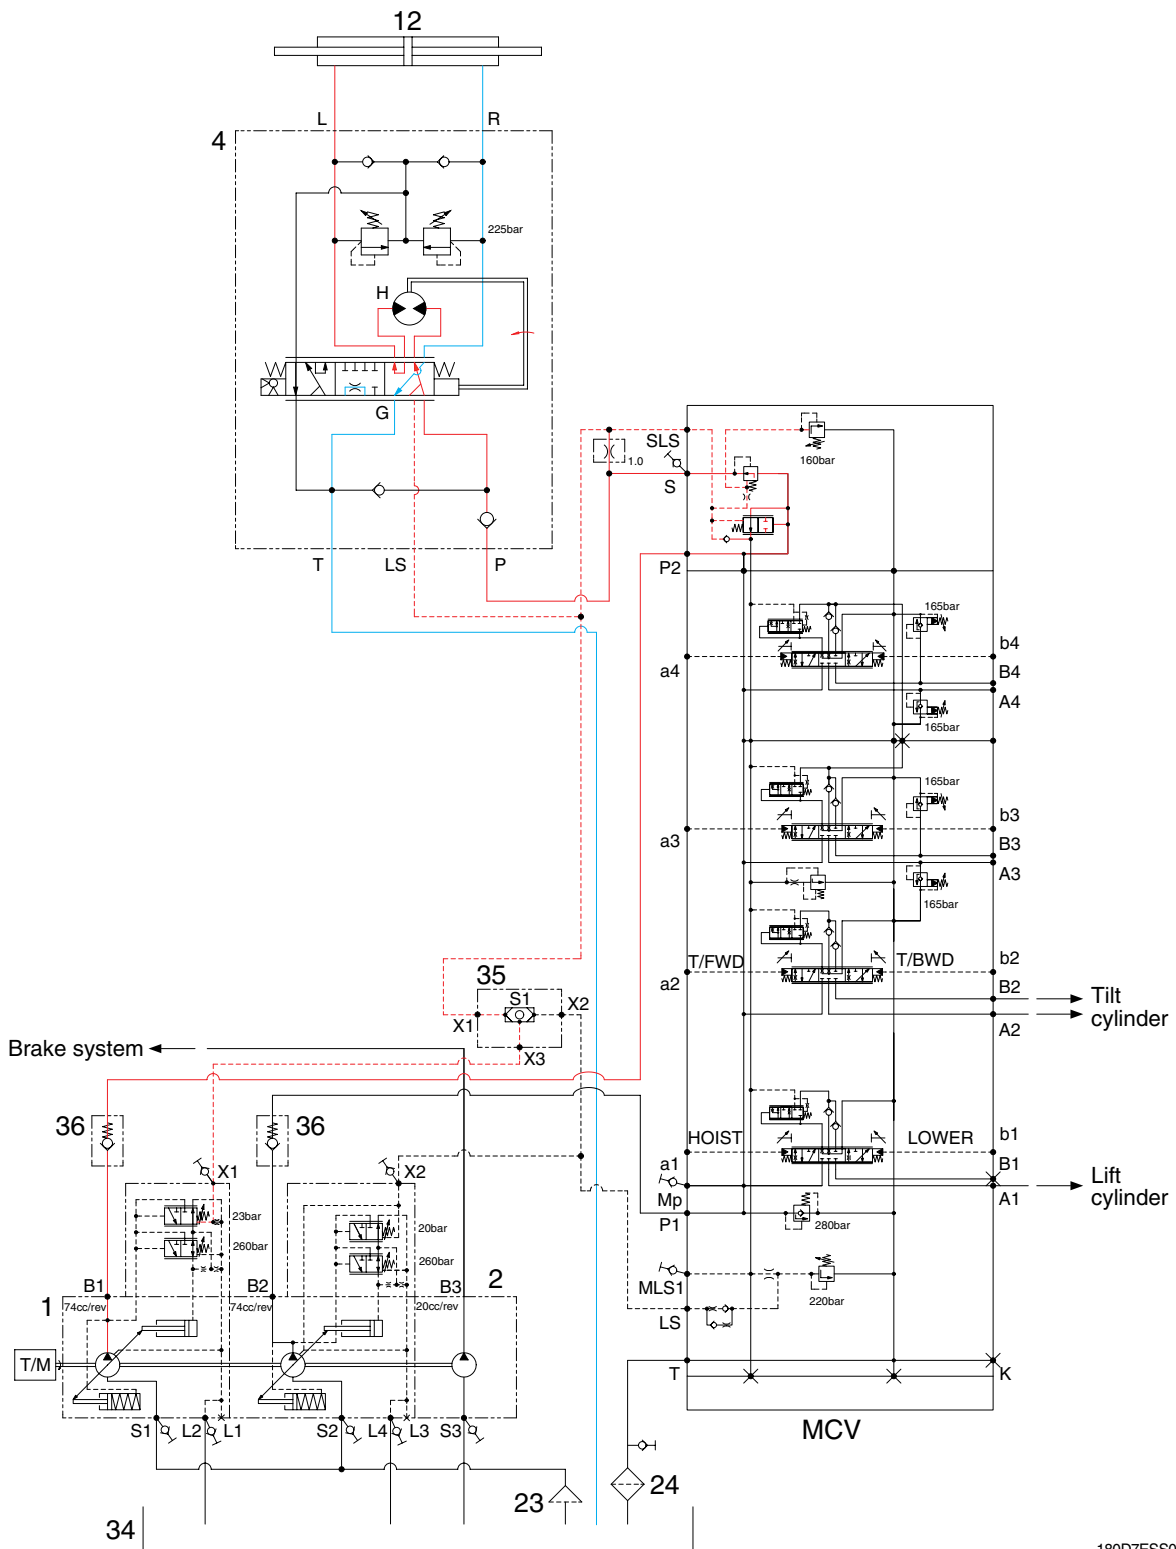 12
L
R
4
225bar
H
G
T
LS
P
SLS
1.0
S
160bar
P2
165bar
b4
a4
B4
A4
165bar
165bar
b3
a3
B3
A3
165bar
T/FWD
T/BWD
b2
a2
B2
Tilt
cylinder
A2
35
S1
X2
X1
X3
Brake system
36
36
HOIST
LOWER
b1
a1
B1
Lift
cylinder
Mp
A1
X1
X2
P1
23bar
20bar
280bar
260bar
260bar
MLS1
220bar
B1
B2
B3
2
1
74cc/rev
74cc/rev
20cc/rev
LS
T/M
T
K
MCV
S1
L2
L1
S2
L4
L3
S3
23
24
34